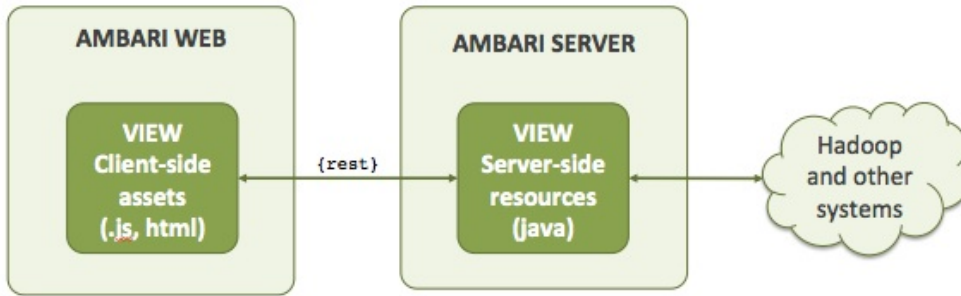 AMBARI WEB
VIEW
Client-side
assets
(.js, html)
{rest}
AMBARI SERVER
VIEW
Server-side
resources
(java)
Hadoop
and other
systems